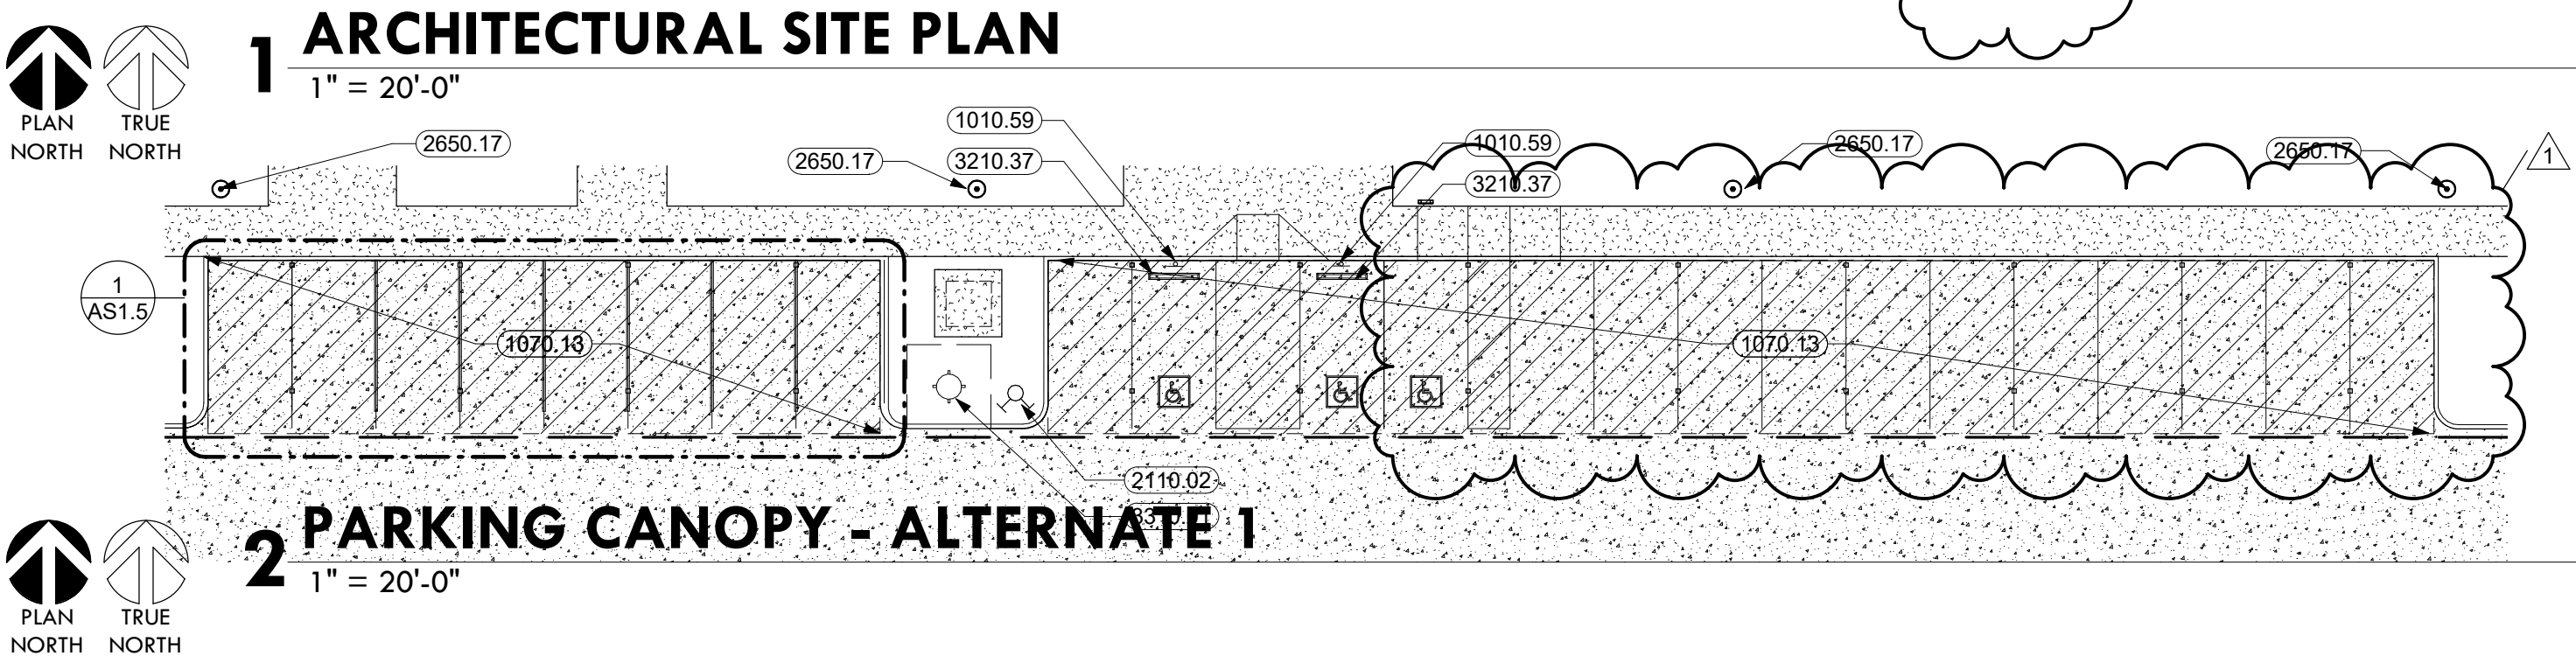 1 ARCHITECTURAL SITE PLAN
1" = 20'-0"
PLAN NORTH
TRUE NORTH
2650.17
2650.17
1010.59
3210.37
1010.59
3210.37
2650.17
2650.17
1
1
AS1.5
1070.13
1070.13
2110.02
2 PARKING CANOPY - ALTERNATE 1
1" = 20'-0"
PLAN NORTH
TRUE NORTH